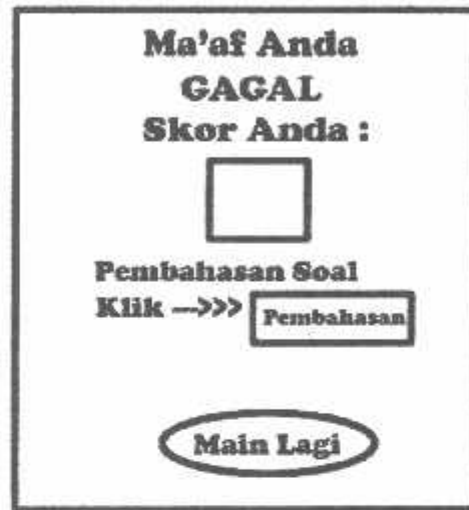 Ma'af Anda
GAGAL
Skor Anda :
Pembahasan Soal
Klik --->>> Pembahasan
Main Lagi